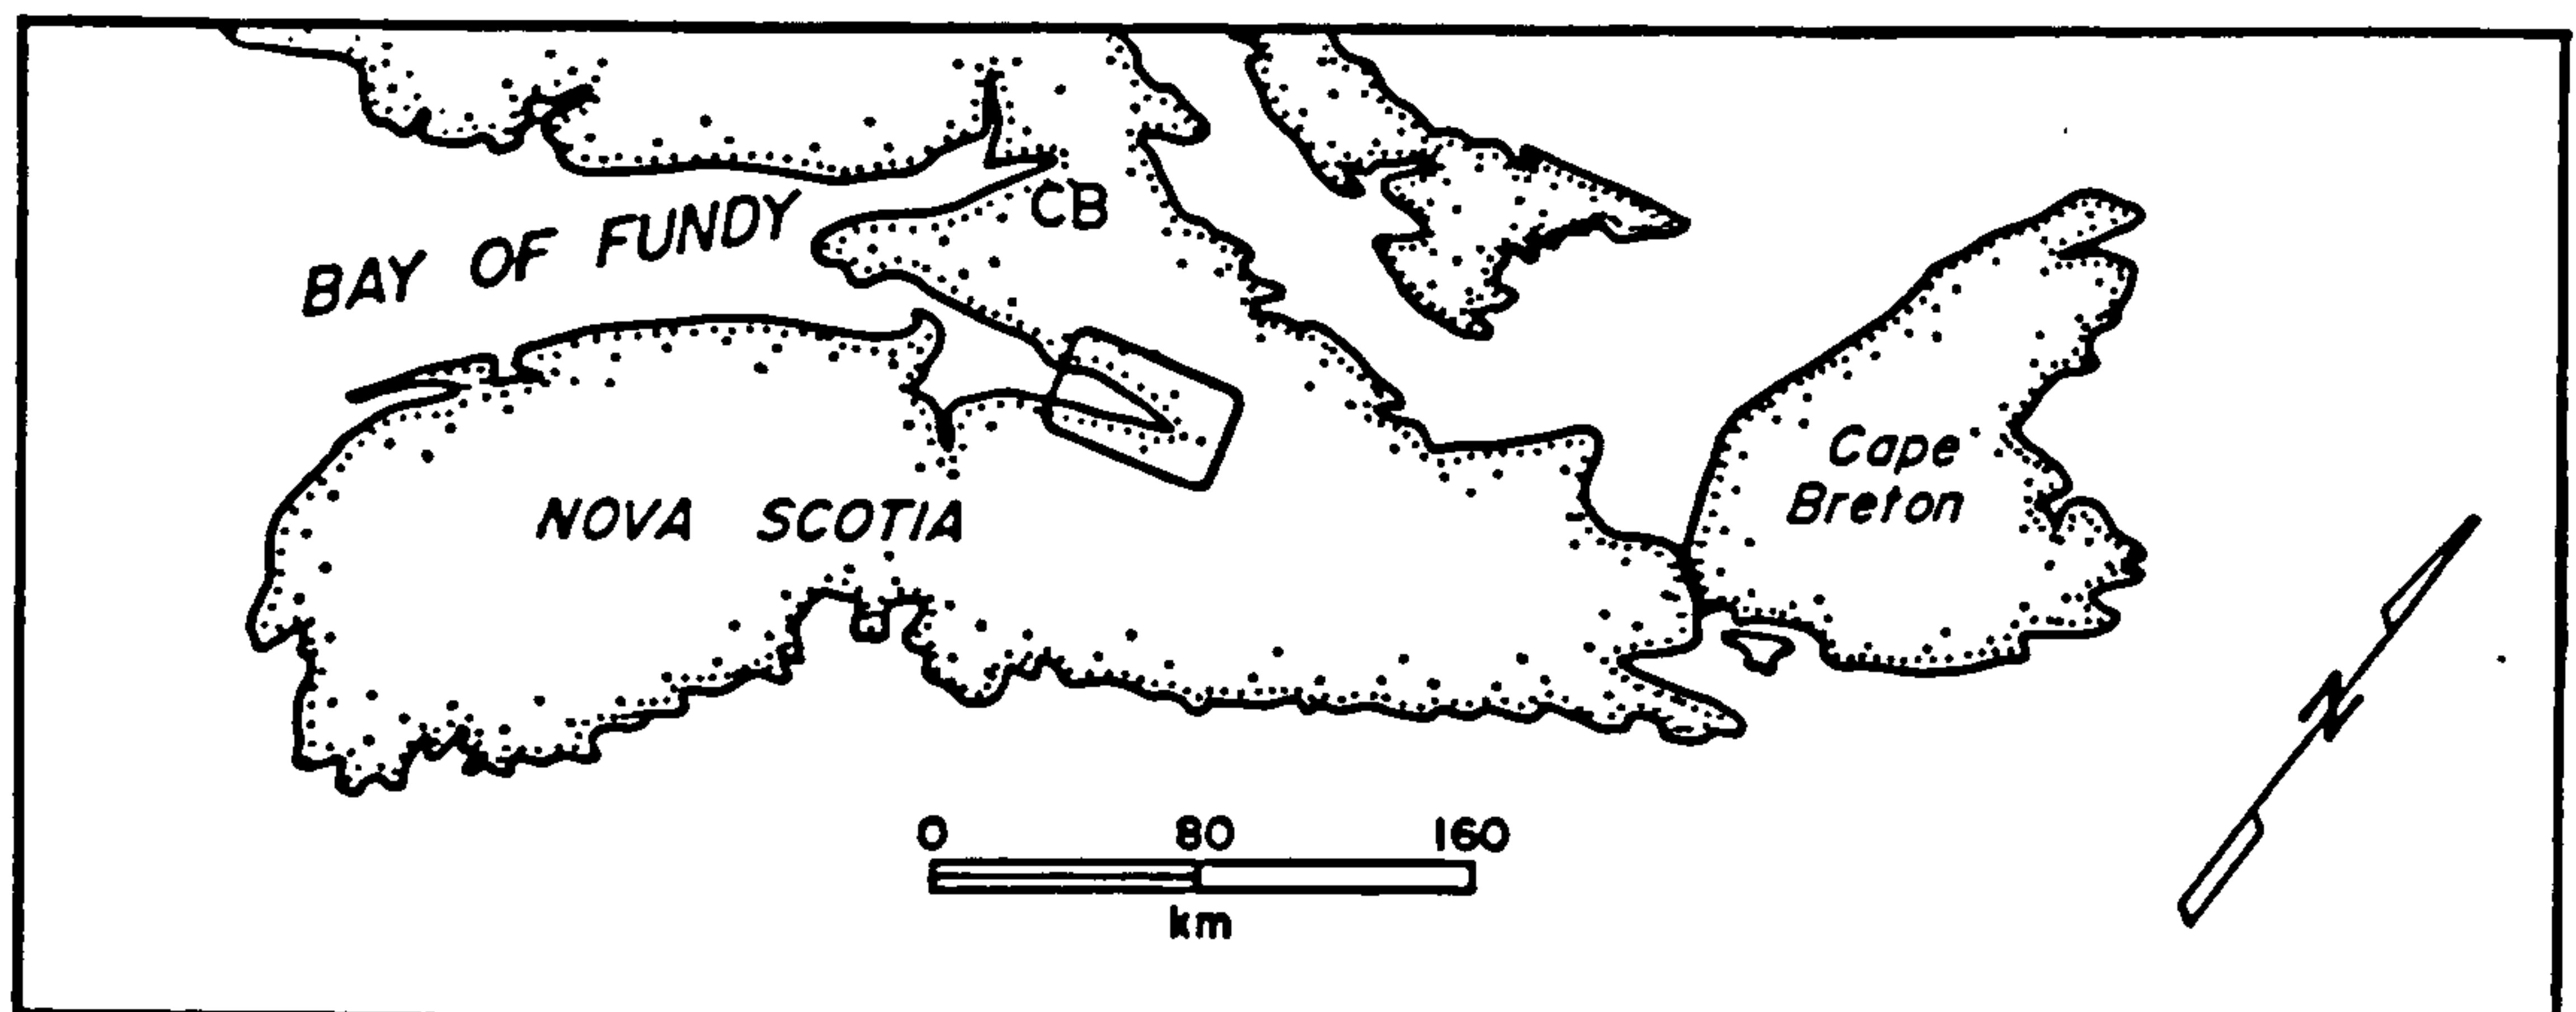 CB
BAY OF FUNDY
Cape
Breton
NOVA SCOTIA
N
0 80 160
km